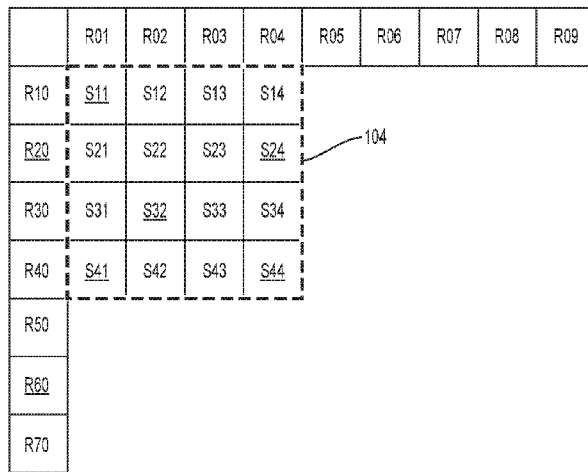 R01 R02 R03 R04 R05 R06 R07 R08 R09
R10 S11 S12 S13 S14
R20 S21 S22 S23 S24 104
R30 S31 S32 S33 S34
R40 S41 S42 S43 S44
R50
R60
R70